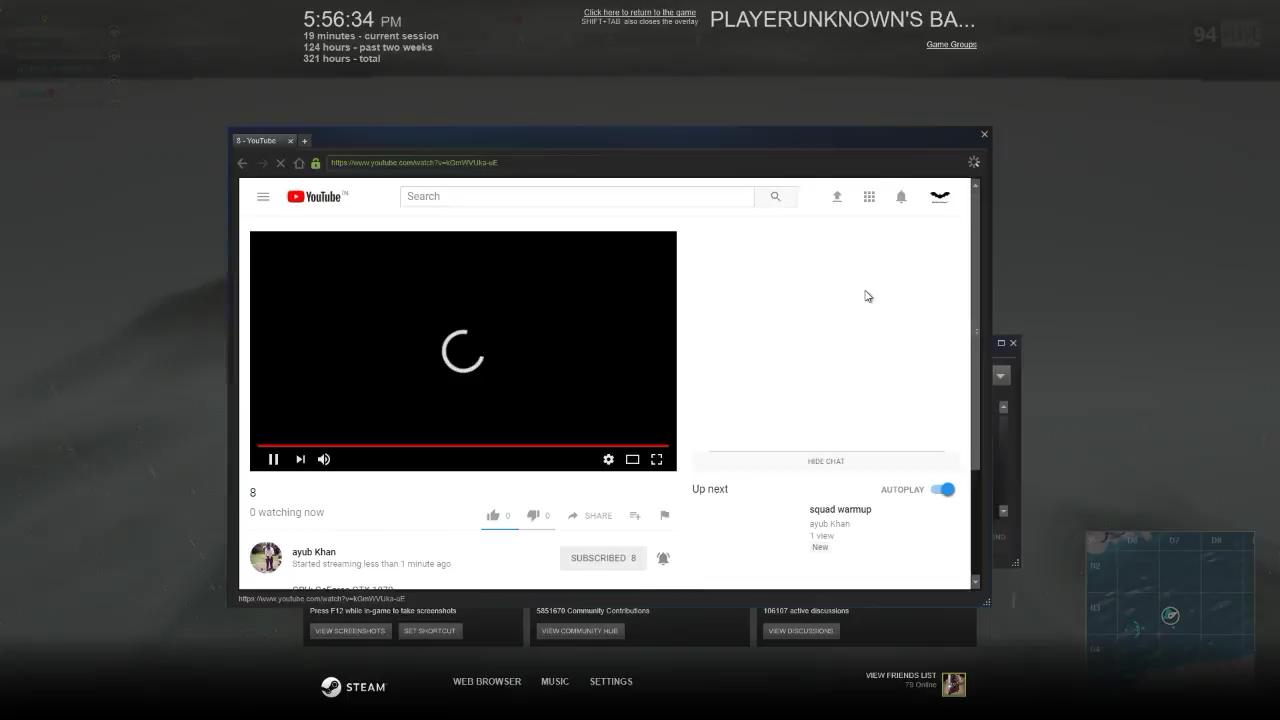 5:56:34 PM
19 minutes - current session
124 hours - past two weeks
321 hours - total
Click here to return to the game
SHIFT+TAB also closes the overlay
PLAYERUNKNOWN'S BA...
Game Groups
94
8 - YouTube
https://www.youtube.com/watch?v=kGmWVUka-uE
YouTube
Search
HIDE CHAT
Up next
AUTOPLAY
8
0 watching now
0
0
SHARE
squad warmup
ayub Khan
1 view
New
ayub Khan
Started streaming less than 1 minute ago
SUBSCRIBED 8
https://www.youtube.com/watch?v=kGmWVUka-uE
Press F12 while in-game to take screenshots
VIEW SCREENSHOTS
SET SHORTCUT
5851670 Community Contributions
VIEW COMMUNITY HUB
106107 active discussions
VIEW DISCUSSIONS
STEAM
WEB BROWSER
MUSIC
SETTINGS
VIEW FRIENDS LIST
79 Online
D7
D8